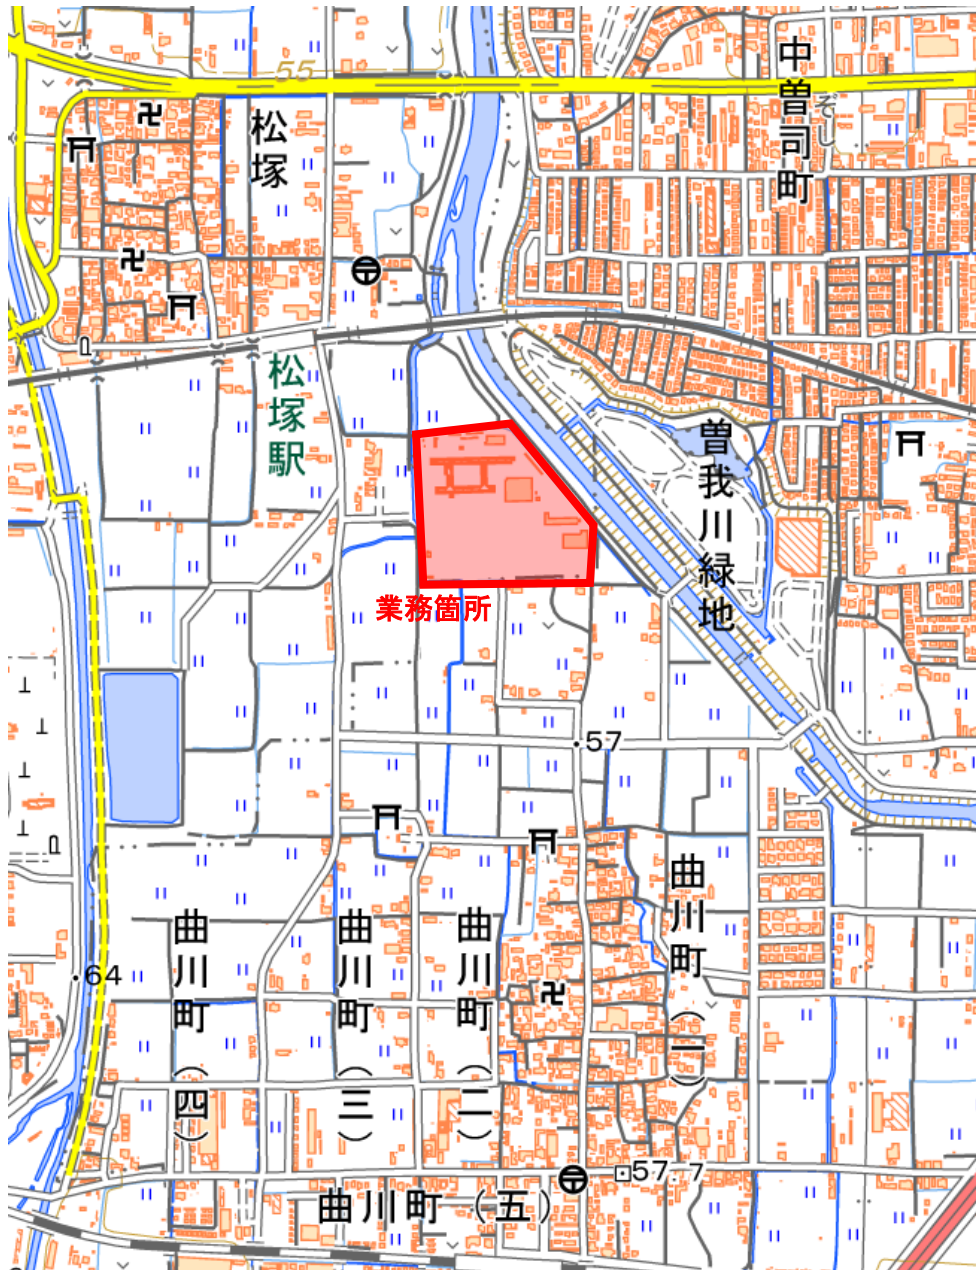 55
中曽司町
ぞし
松塚
松塚駅
曽我川緑地
業務箇所
57
曲川町（一）
曲川町（二）
曲川町（三）
曲川町（四）
64
57.7
曲川町（五）